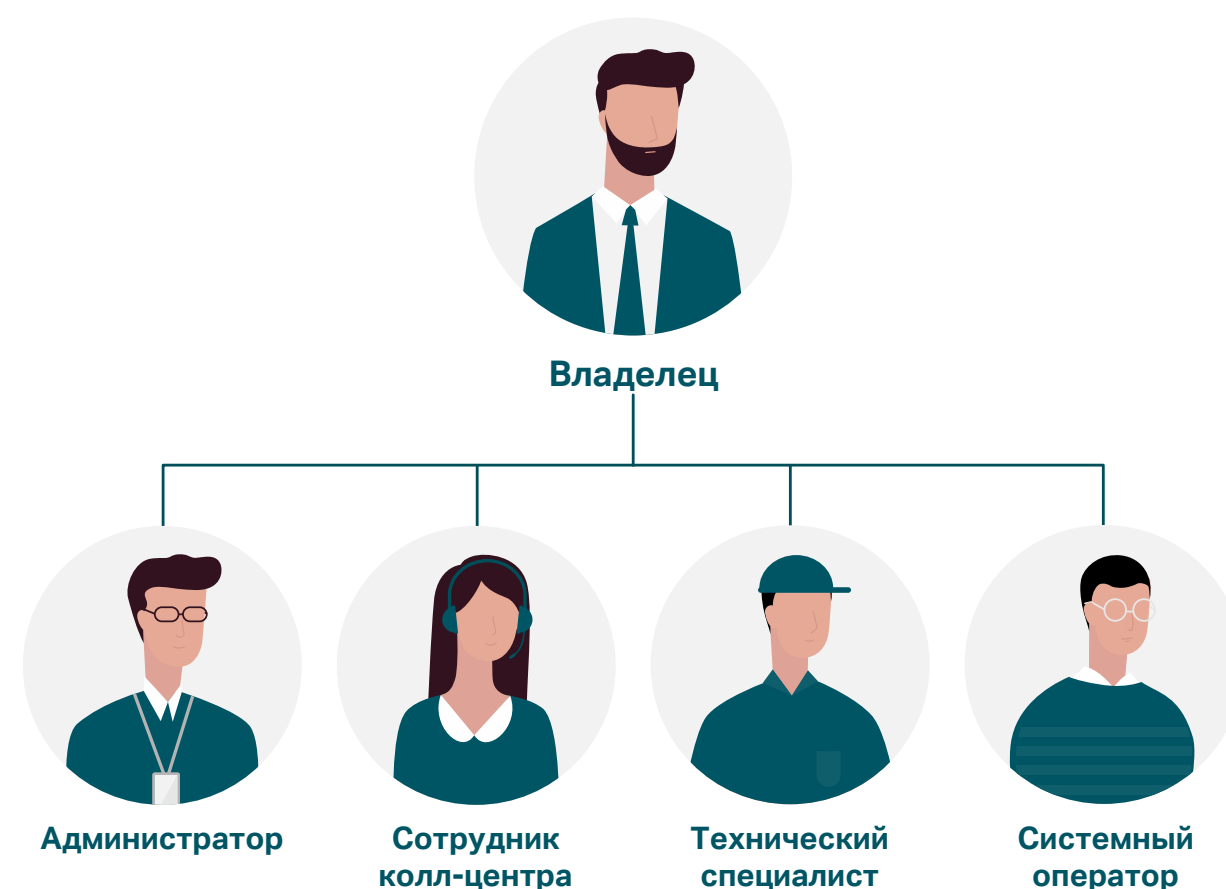 Владелец
Администратор
Сотрудник
колл-центра
Технический
специалист
Системный
оператор